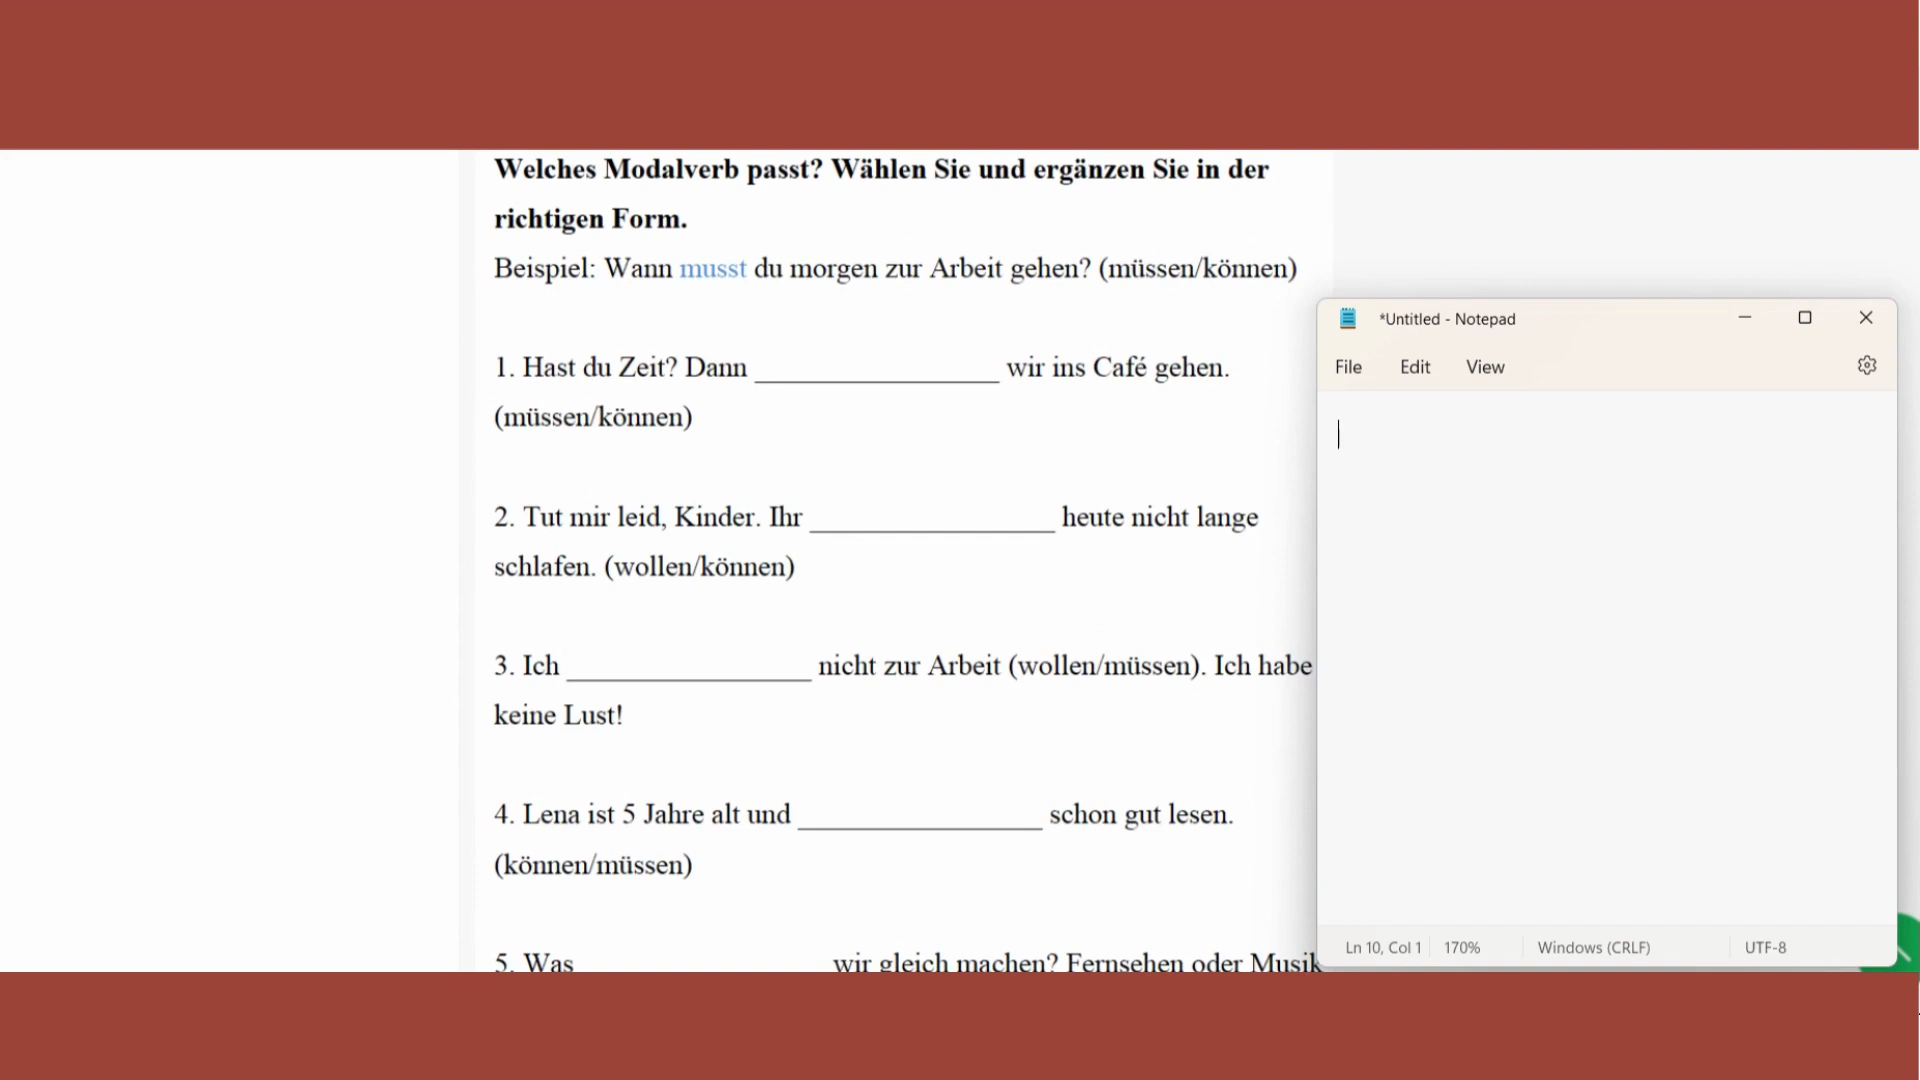 Welches Modalverb passt? Wählen Sie und ergänzen Sie in der
richtigen Form.
Beispiel: Wann musst du morgen zur Arbeit gehen? (müssen/können)
1. Hast du Zeit? Dann _________________ wir ins Café gehen.
(müssen/können)
2. Tut mir leid, Kinder. Ihr _________________ heute nicht lange
schlafen. (wollen/können)
3. Ich _________________ nicht zur Arbeit (wollen/müssen). Ich habe
keine Lust!
4. Lena ist 5 Jahre alt und _________________ schon gut lesen.
(können/müssen)
5. Was wir gleich machen? Fernsehen oder Musik
*Untitled - Notepad
File Edit View
Ln 10, Col 1 170% Windows (CRLF) UTF-8